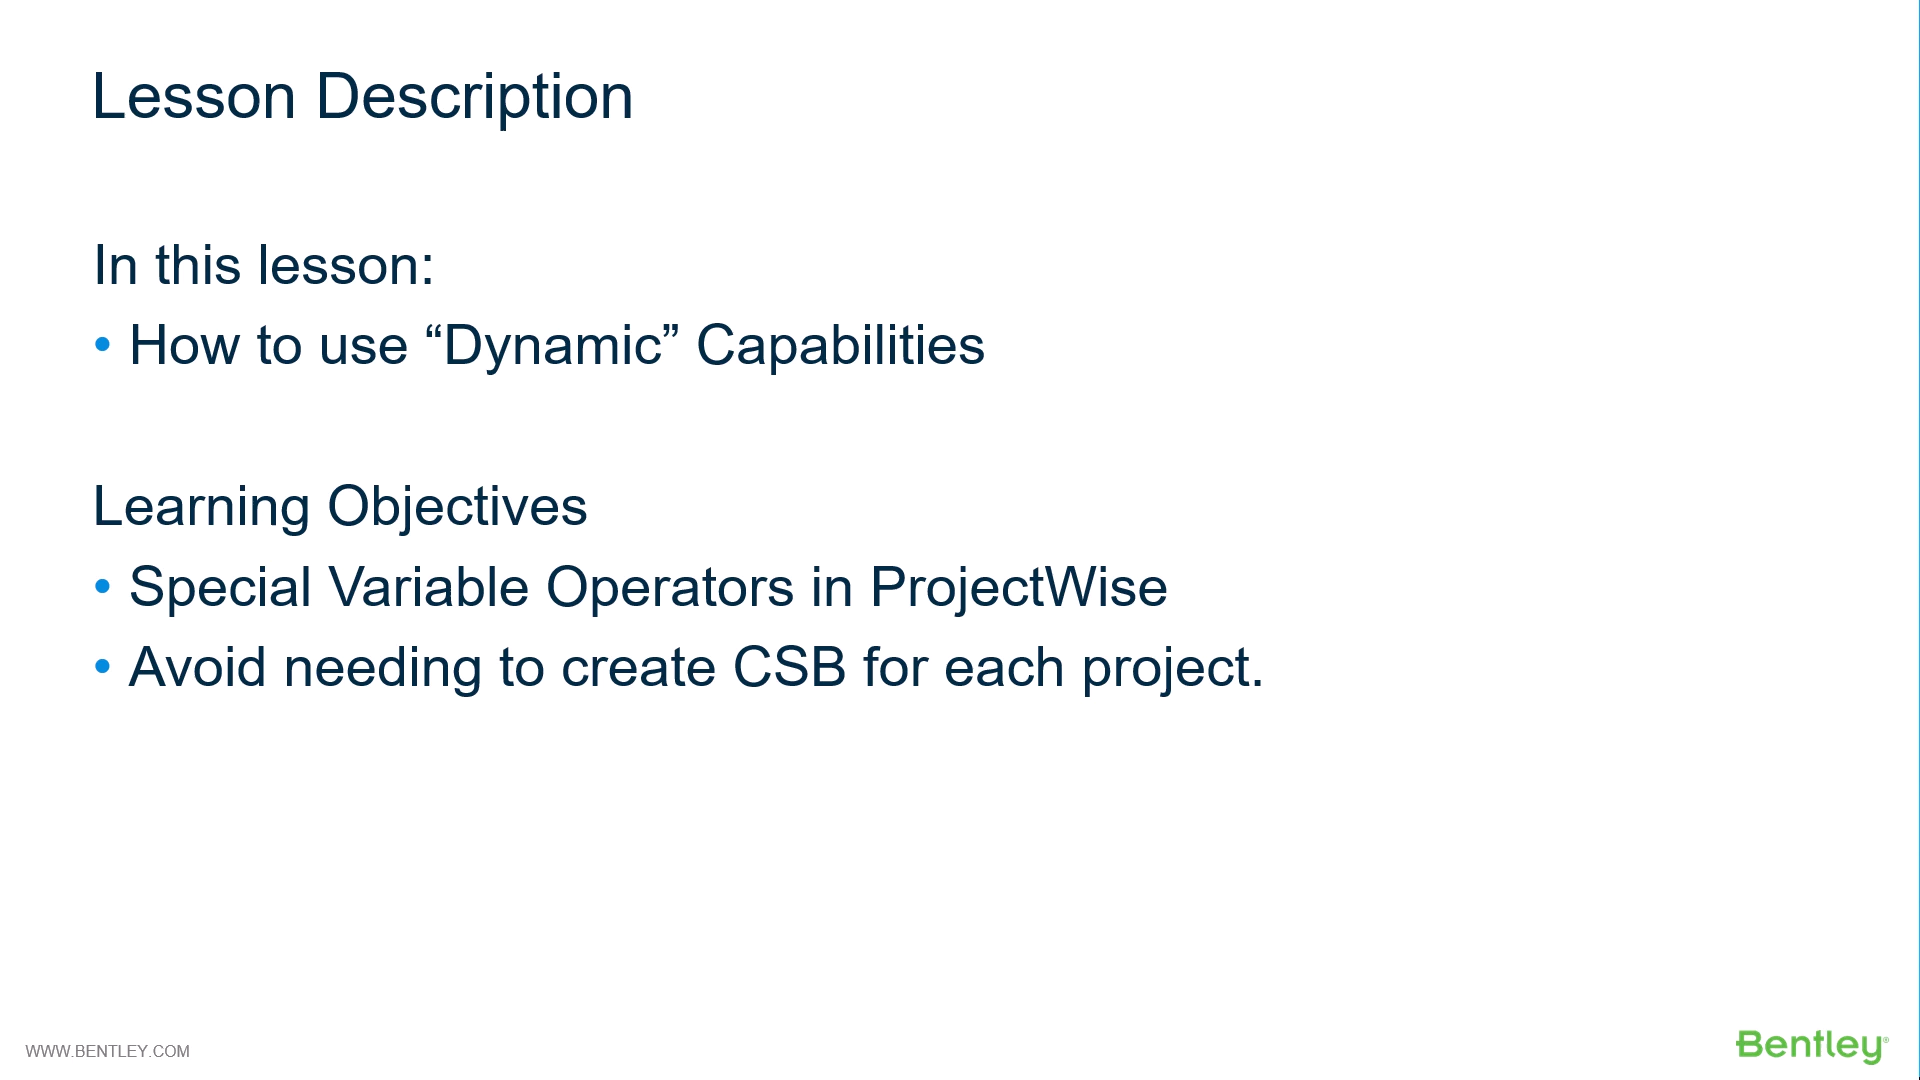 Lesson Description
In this lesson:
• How to use “Dynamic” Capabilities
Learning Objectives
• Special Variable Operators in ProjectWise
• Avoid needing to create CSB for each project.
WWW.BENTLEY.COM
Bentley®